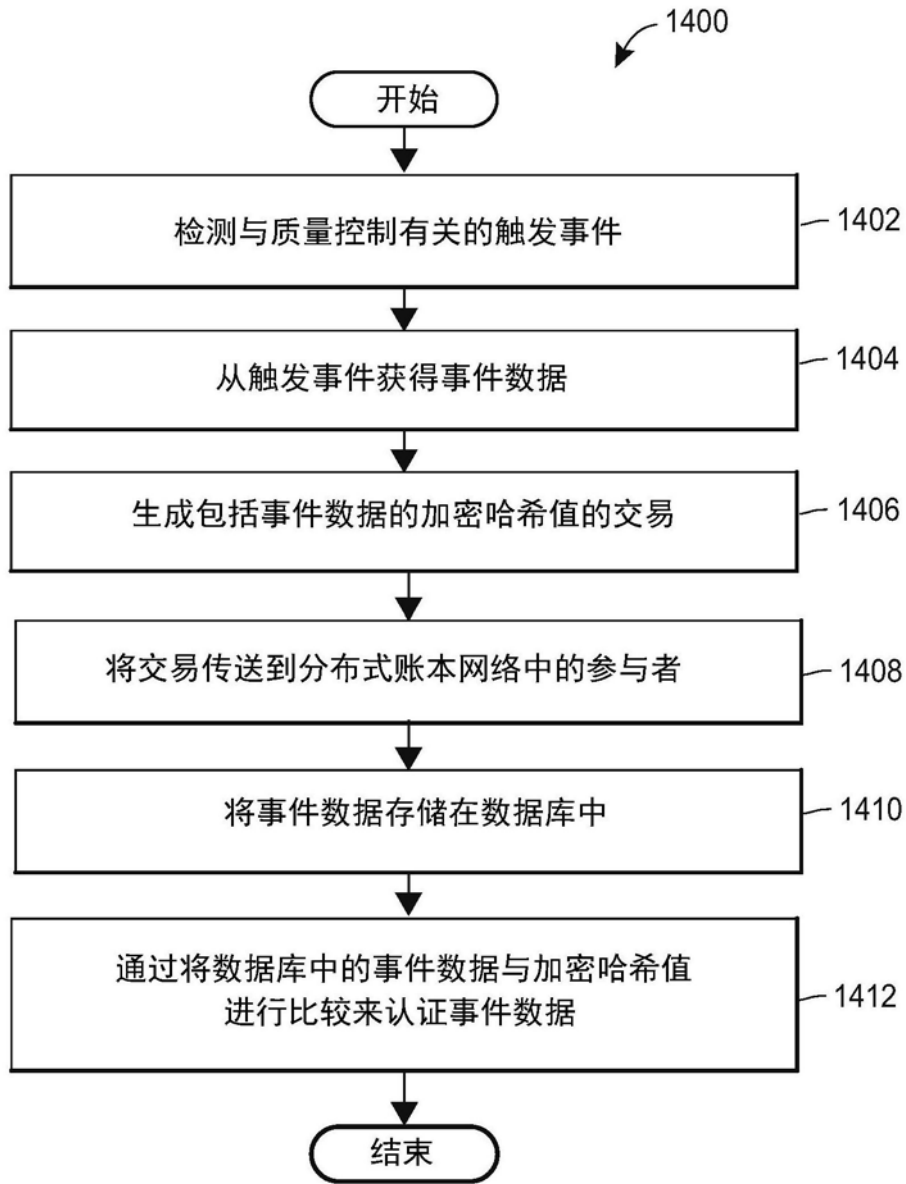 1400
开始
检测与质量控制有关的触发事件
1402
从触发事件获得事件数据
1404
生成包括事件数据的加密哈希值的交易
1406
将交易传送到分布式账本网络中的参与者
1408
将事件数据存储在数据库中
1410
通过将数据库中的事件数据与加密哈希值
进行比较来认证事件数据
1412
结束